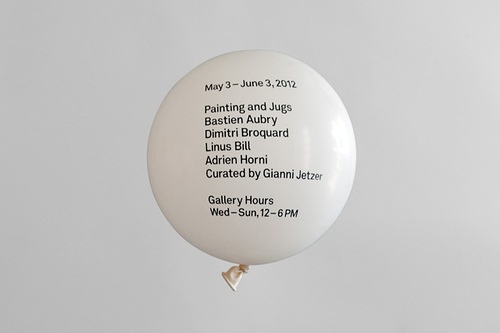 May 3 – June 3, 2012
Painting and Jugs
Bastien Aubry
Dimitri Broquard
Linus Bill
Adrien Horni
Curated by Gianni Jetzer
Gallery Hours
Wed – Sun, 12 – 6 PM